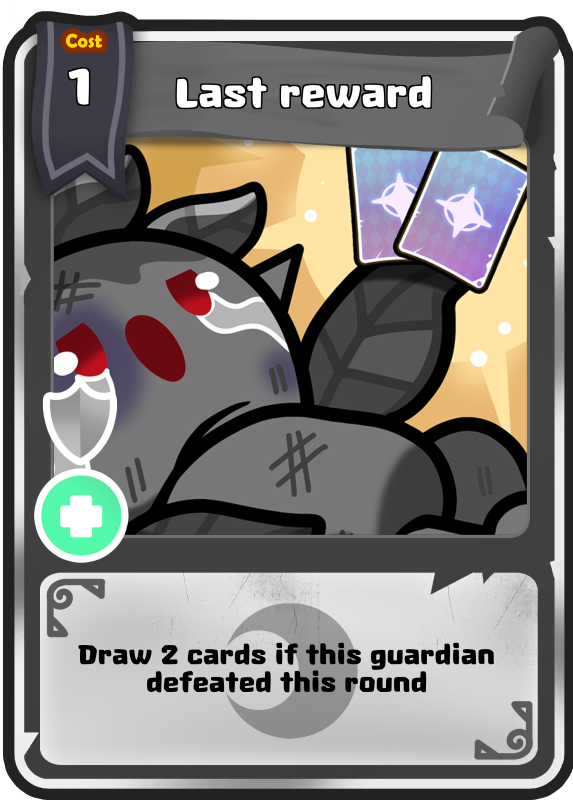 Cost
1
Last reward
Draw 2 cards if this guardian
defeated this round